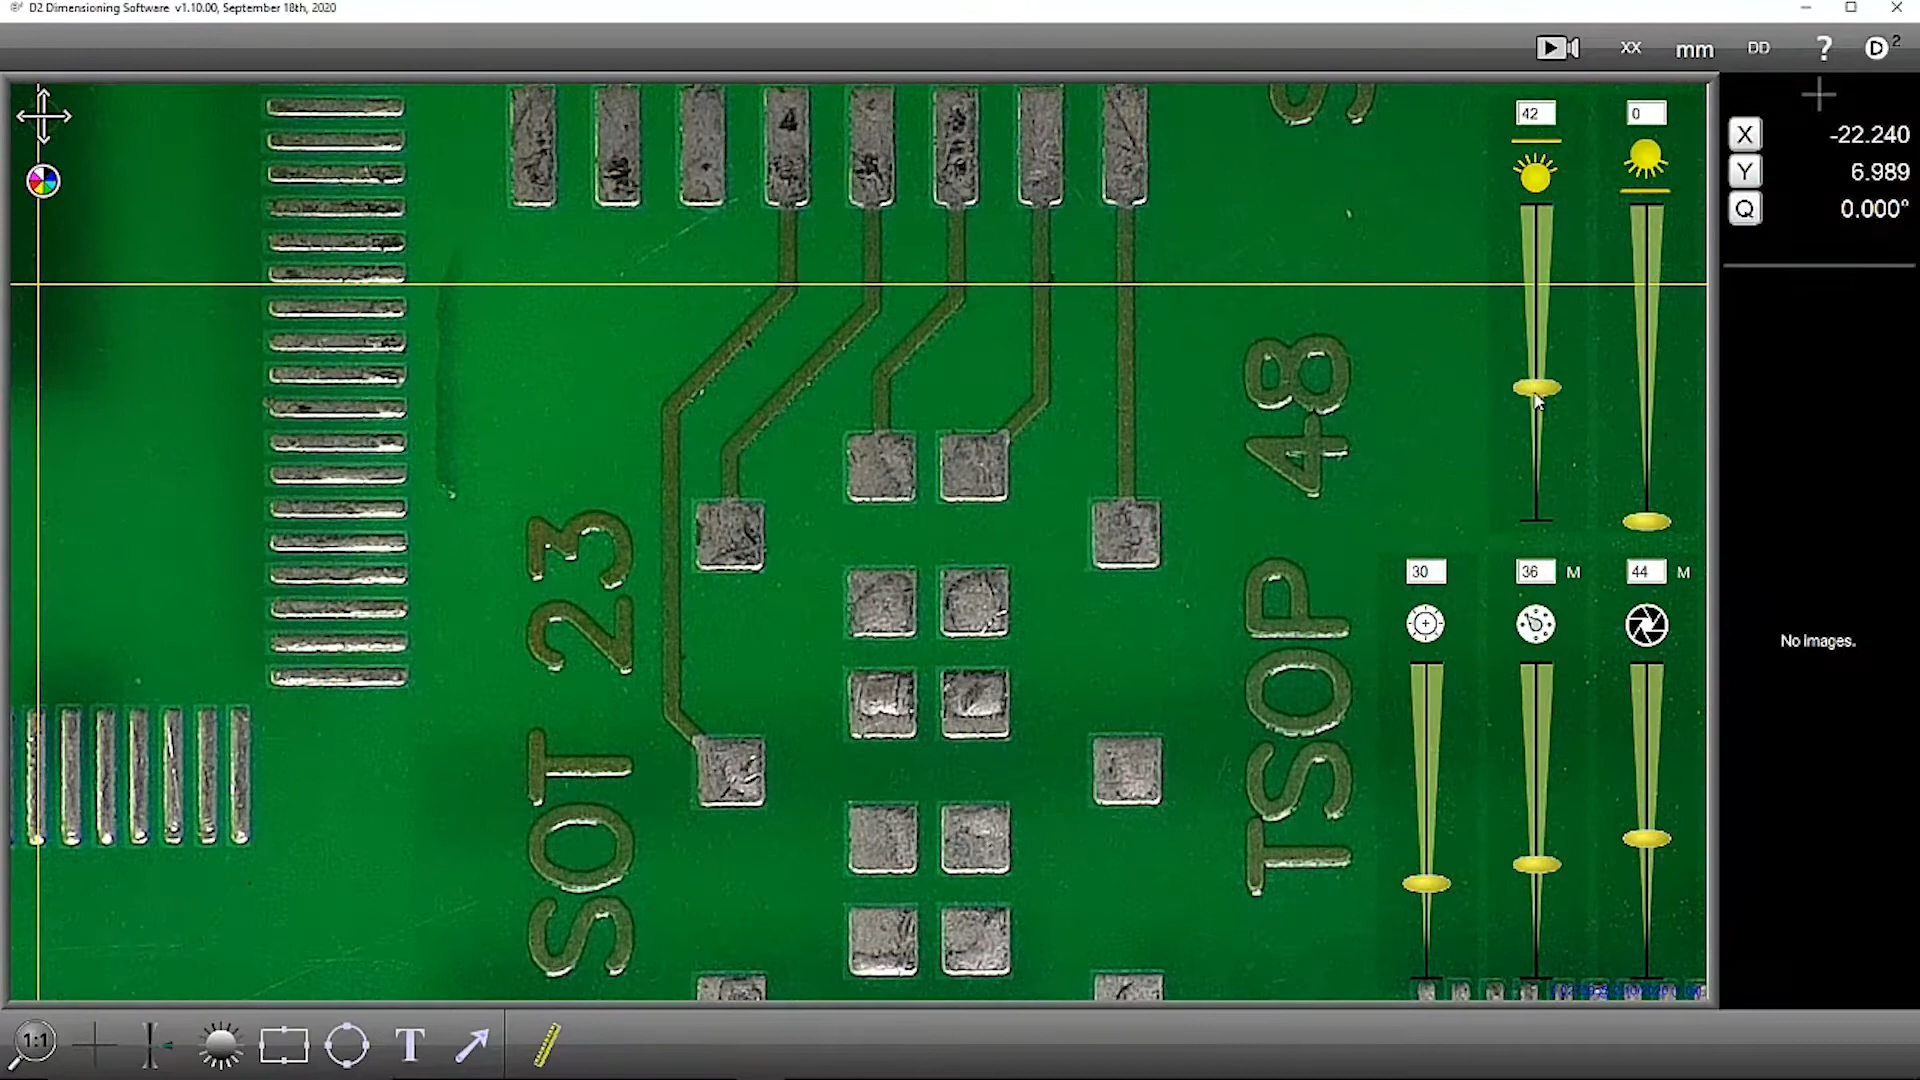 D2 Dimensioning Software v1.10.00, September 18th, 2020
XX
mm
DD
?
D 2
42
0
X -22.240
Y 6.989
Q 0.000°
4
SOT 23
TSOP 48
30
36 M
44 M
No Images.
1:1
T